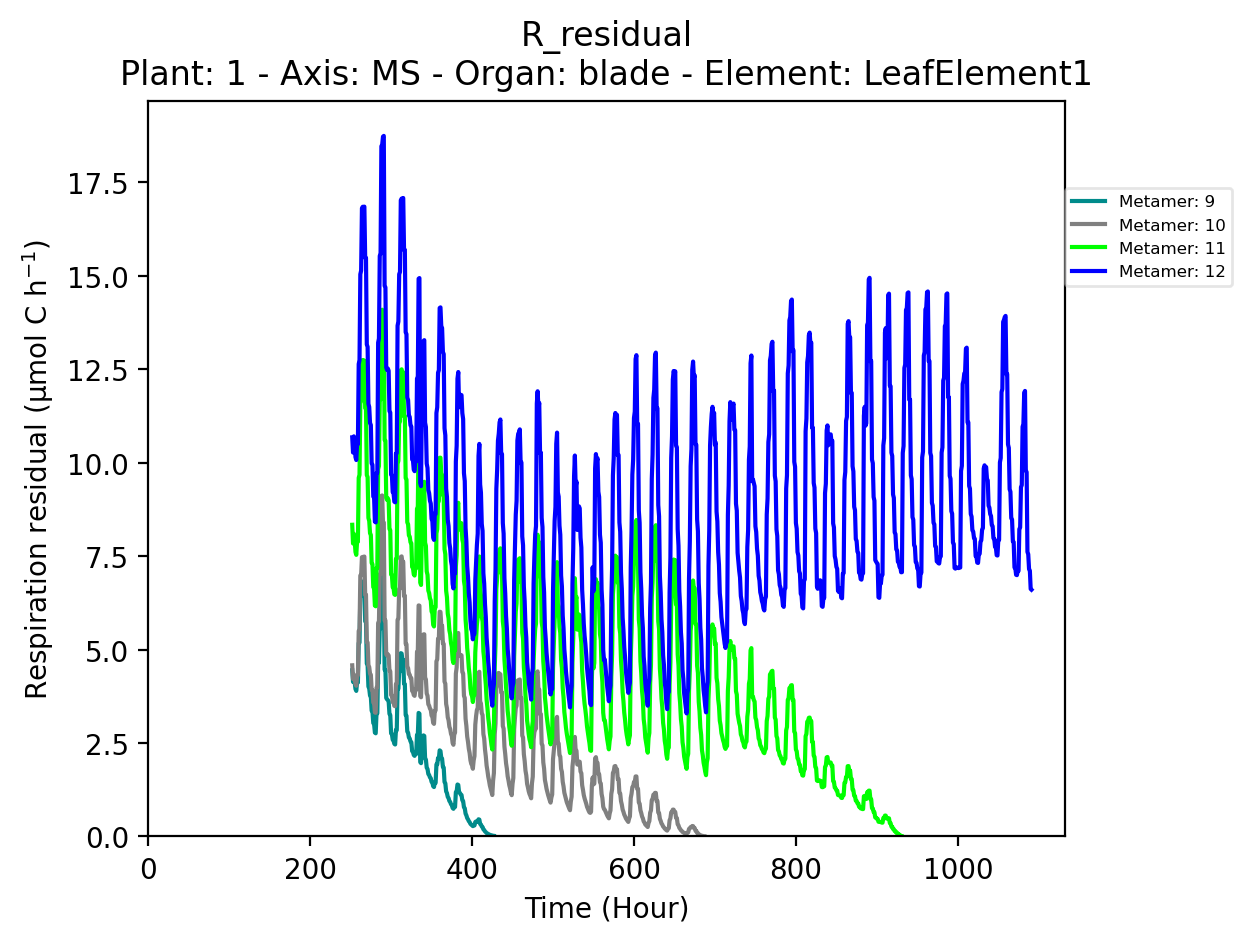 R_residual
Plant: 1 - Axis: MS - Organ: blade - Element: LeafElement1
Respiration residual (µmol C h⁻¹)
17.5
15.0
12.5
10.0
7.5
5.0
2.5
0.0
0 200 400 600 800 1000
Time (Hour)
Metamer: 9
Metamer: 10
Metamer: 11
Metamer: 12